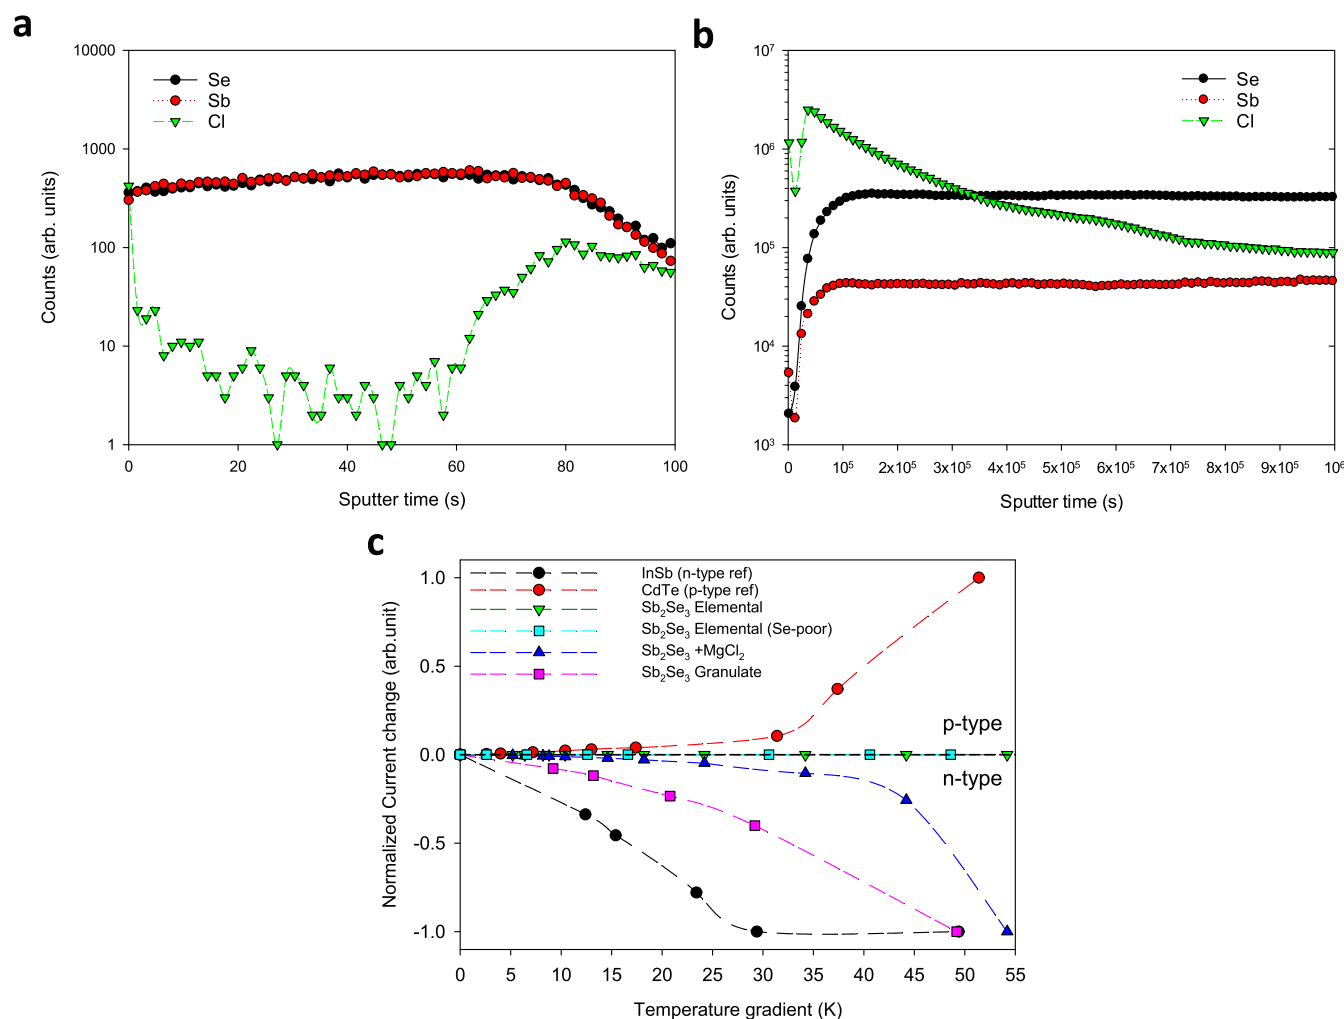 a
10000
1000
100
10
1
Counts (arb. units)
Se
Sb
Cl
0 20 40 60 80 100
Sputter time (s)
b
10⁷
10⁶
10⁵
10⁴
10³
Counts (arb. units)
Se
Sb
Cl
0 10⁵ 2x10⁵ 3x10⁵ 4x10⁵ 5x10⁵ 6x10⁵ 7x10⁵ 8x10⁵ 9x10⁵ 10⁶
Sputter time (s)
c
1.0
0.5
0.0
-0.5
-1.0
Normalized Current change (arb.unit)
InSb (n-type ref)
CdTe (p-type ref)
Sb₂Se₃ Elemental
Sb₂Se₃ Elemental (Se-poor)
Sb₂Se₃ +MgCl₂
Sb₂Se₃ Granulate
p-type
n-type
0 5 10 15 20 25 30 35 40 45 50 55
Temperature gradient (K)